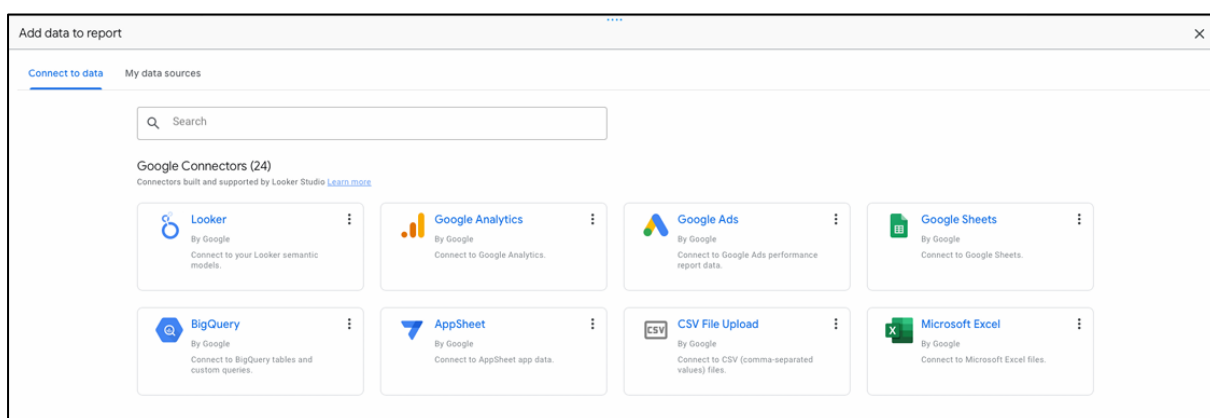 Add data to report
Connect to data My data sources
Search
Google Connectors (24)
Connectors built and supported by Looker Studio Learn more
Looker
By Google
Connect to your Looker semantic
models.
Google Analytics
By Google
Connect to Google Analytics.
Google Ads
By Google
Connect to Google Ads performance
report data.
Google Sheets
By Google
Connect to Google Sheets.
BigQuery
By Google
Connect to BigQuery tables and
custom queries.
AppSheet
By Google
Connect to AppSheet app data.
CSV
CSV File Upload
By Google
Connect to CSV (comma-separated
values) files.
X
Microsoft Excel
By Google
Connect to Microsoft Excel files.